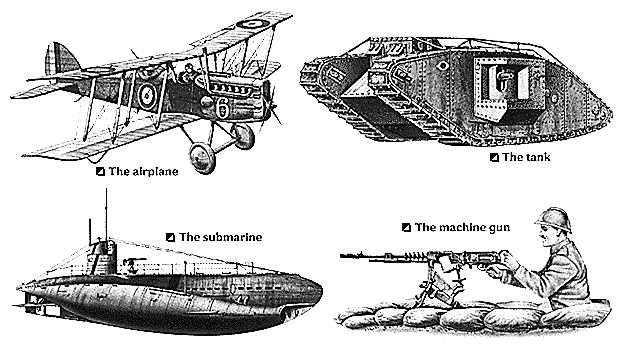 6
The airplane
The tank
The submarine
The machine gun